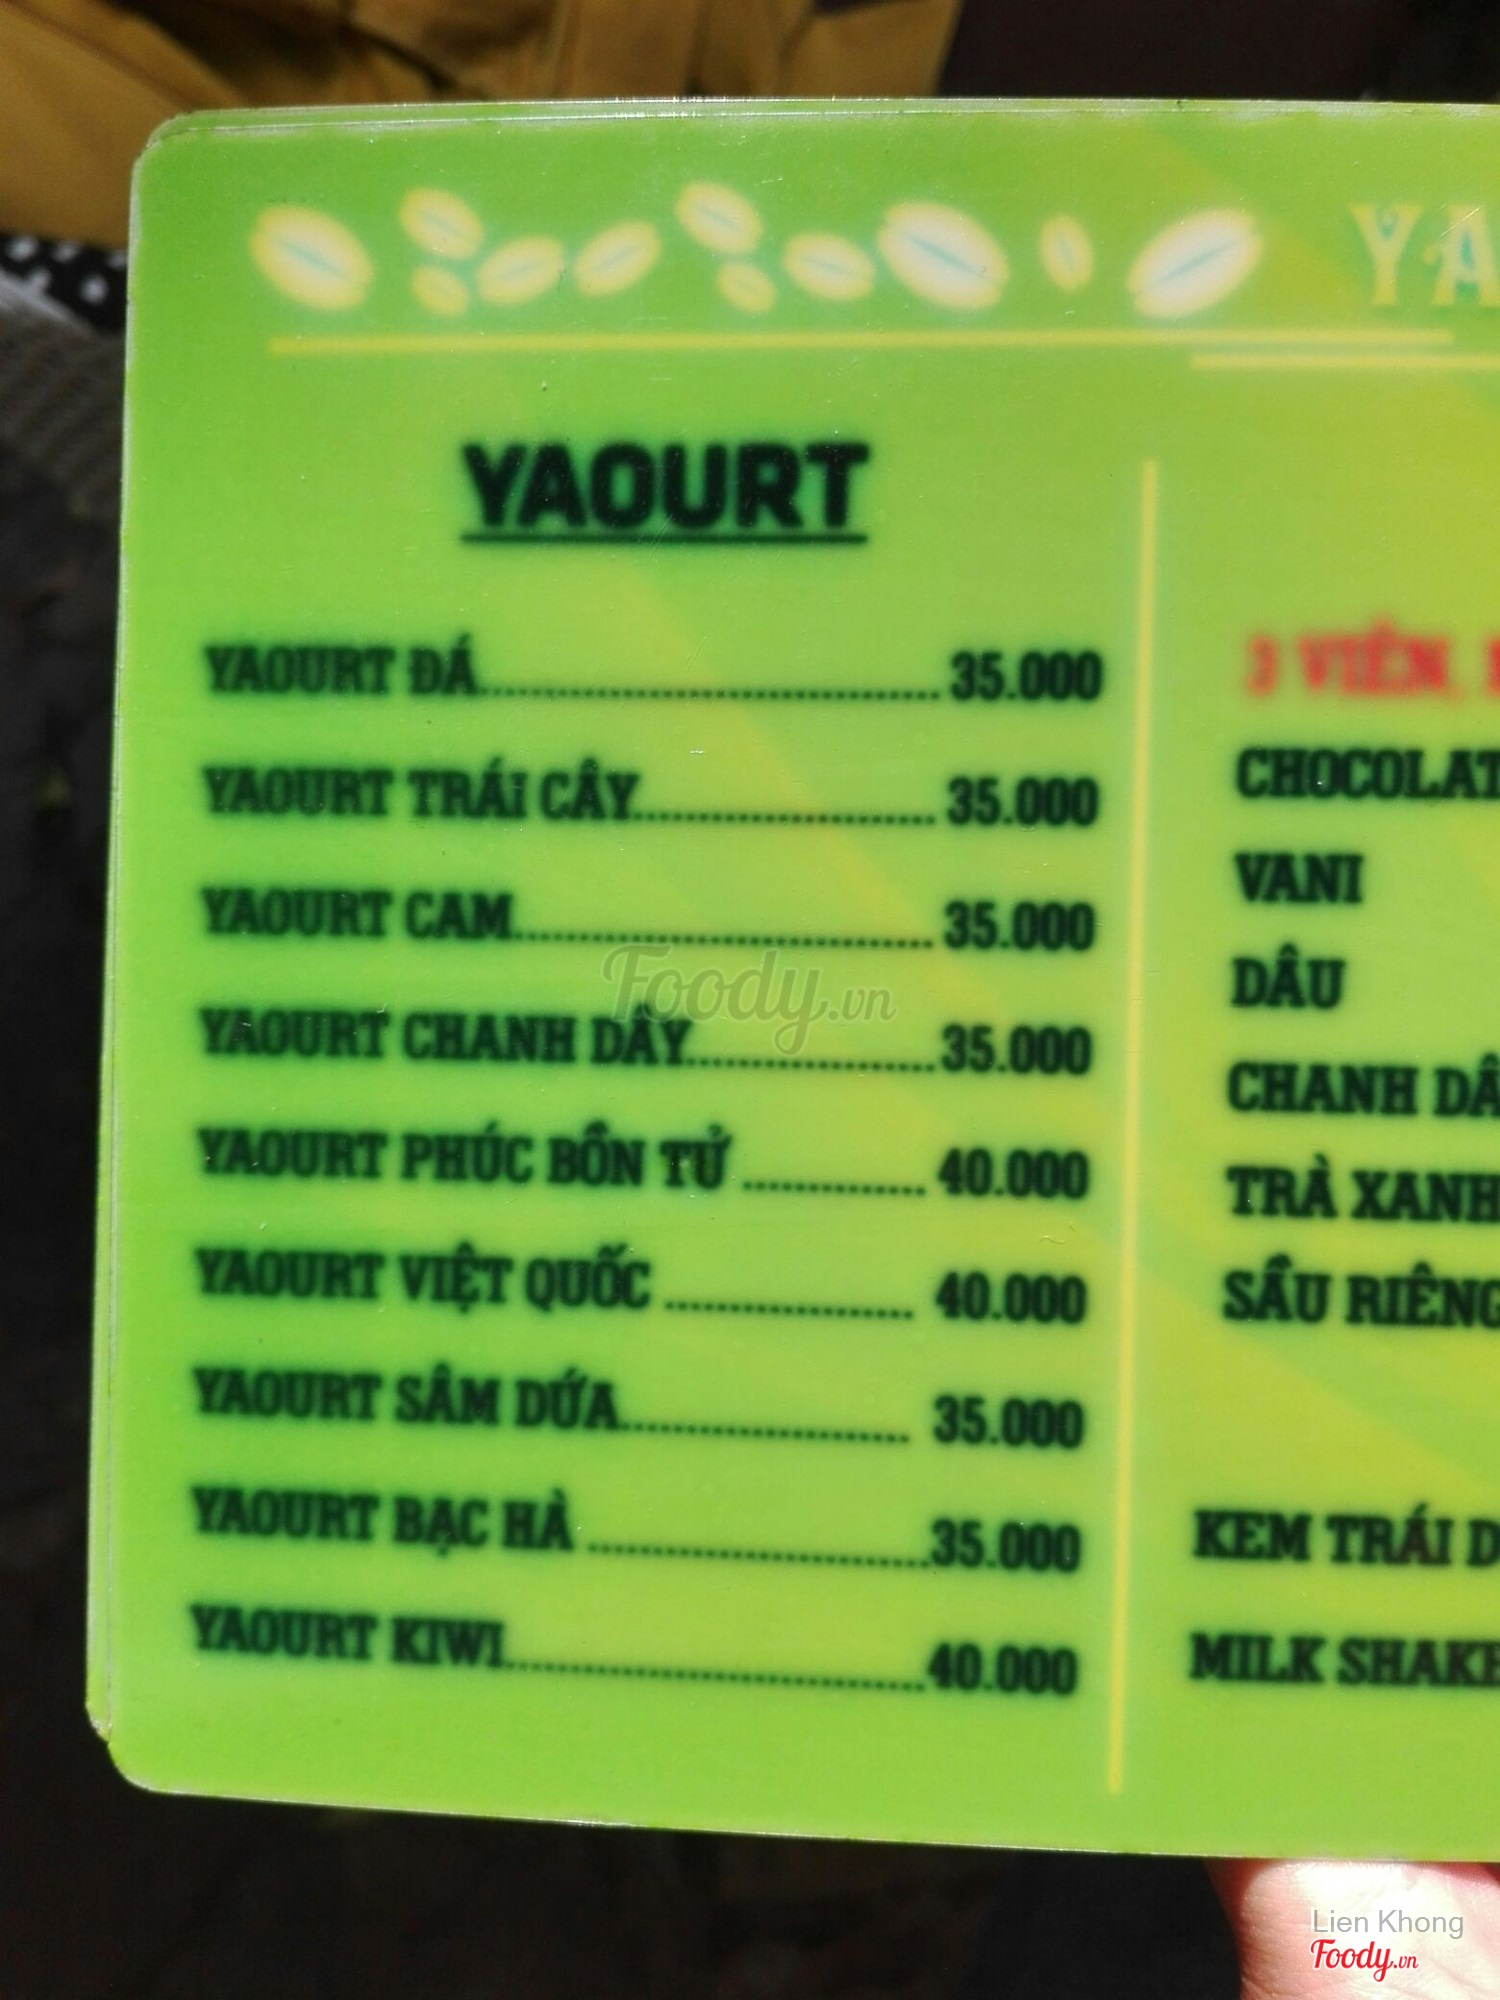 YA
YAOURT
YAOURT ĐÁ.......................................... 35.000
YAOURT TRÁI CÂY............................ 35.000
YAOURT CAM...................................... 35.000
YAOURT CHANH DÂY.......................35.000
YAOURT PHÚC BỒN TỬ ................. 40.000
YAOURT VIỆT QUỐC ....................... 40.000
YAOURT SÂM DỨA.......................... 35.000
YAOURT BẠC HÀ ...............................35.000
YAOURT KIWI......................................40.000
3 VIÊN,
CHOCOLAT
VANI
DÂU
CHANH DÂ
TRÀ XANH
SẦU RIÊNG
KEM TRÁI D
MILK SHAKE
Foody.vn
Lien Khong
Foody.vn